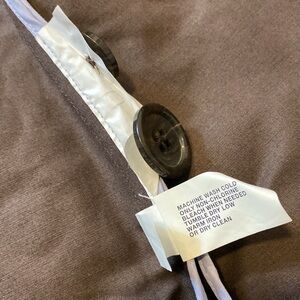 MACHINE WASH COLD
ONLY NON-CHLORINE
BLEACH WHEN NEEDED
TUMBLE DRY LOW
WARM IRON
OR DRY CLEAN